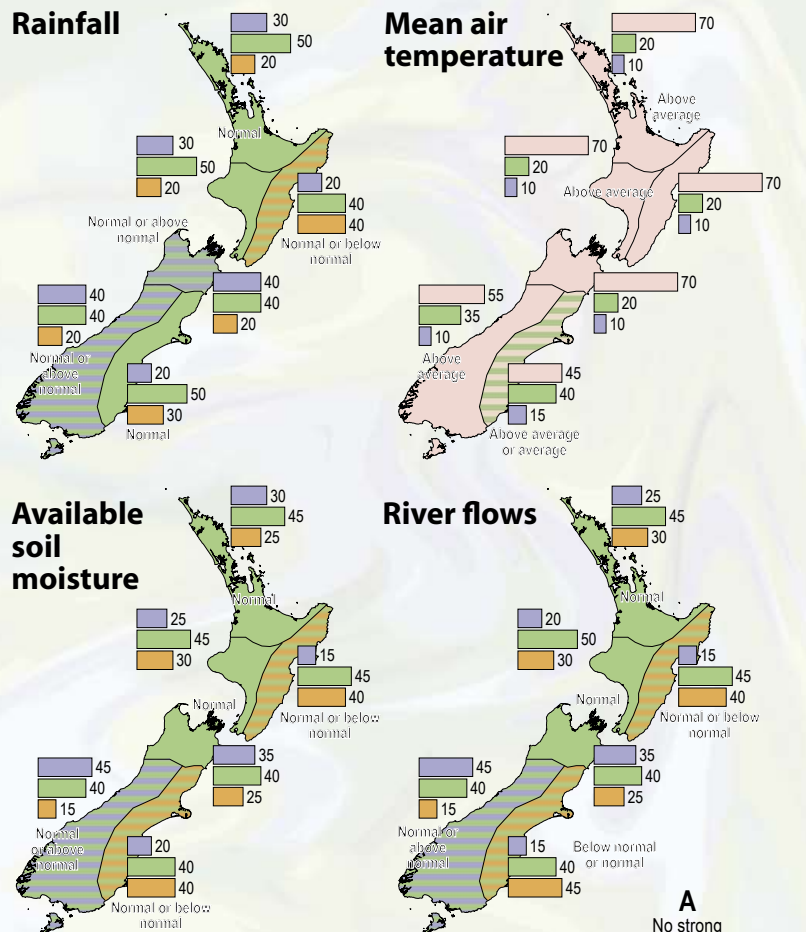 Rainfall
30
50
20
Normal
30
50
20
20
40
40
Normal or below
normal
Normal or above
normal
40
40
20
40
40
20
Normal or
above
normal
20
50
30
Normal
Mean air
temperature
70
20
10
Above
average
70
20
10
Above average
70
20
10
70
20
10
55
35
10
Above
average
45
40
15
Above average
or average
Available
soil
moisture
30
45
25
Normal
25
45
30
15
45
40
Normal or below
normal
Normal
35
40
25
45
40
15
Normal
or above
normal
20
40
40
Normal or below
normal
River flows
25
45
30
Normal
20
50
30
15
45
40
Normal or below
normal
Normal
35
40
25
45
40
15
Normal or
above
normal
15
40
45
Below normal
or normal
A
No strong